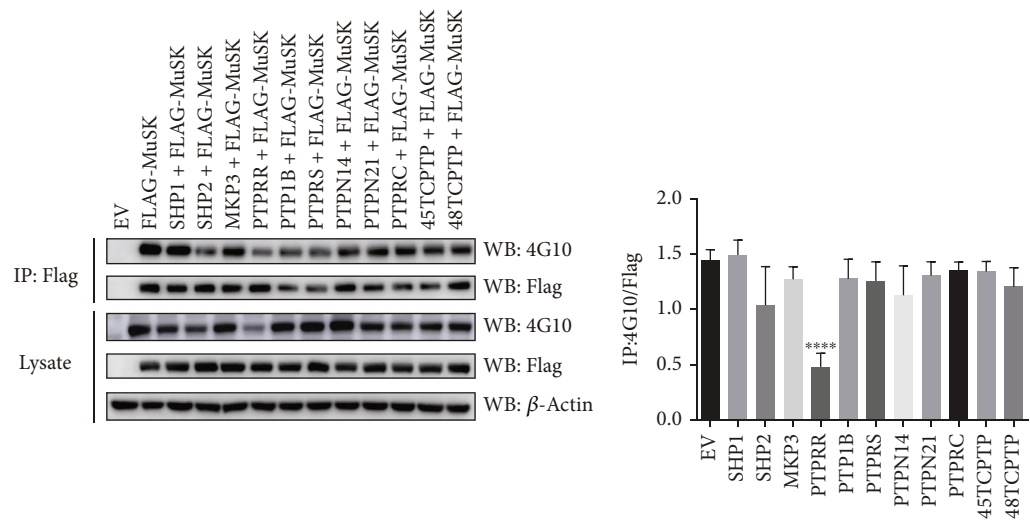 EV
FLAG-MuSK
SHP1 + FLAG-MuSK
SHP2 + FLAG-MuSK
MKP3 + FLAG-MuSK
PTPRR + FLAG-MuSK
PTP1B + FLAG-MuSK
PTPRS + FLAG-MuSK
PTPN14 + FLAG-MuSK
PTPN21 + FLAG-MuSK
PTPRC + FLAG-MuSK
45TCPTP + FLAG-MuSK
48TCPTP + FLAG-MuSK
IP: Flag
WB: 4G10
WB: Flag
Lysate
WB: 4G10
WB: Flag
WB: β-Actin
IP:4G10/Flag
2.0
1.5
1.0
0.5
0.0
****
EV
SHP1
SHP2
MKP3
PTPRR
PTP1B
PTPRS
PTPN14
PTPN21
PTPRC
45TCPTP
48TCPTP